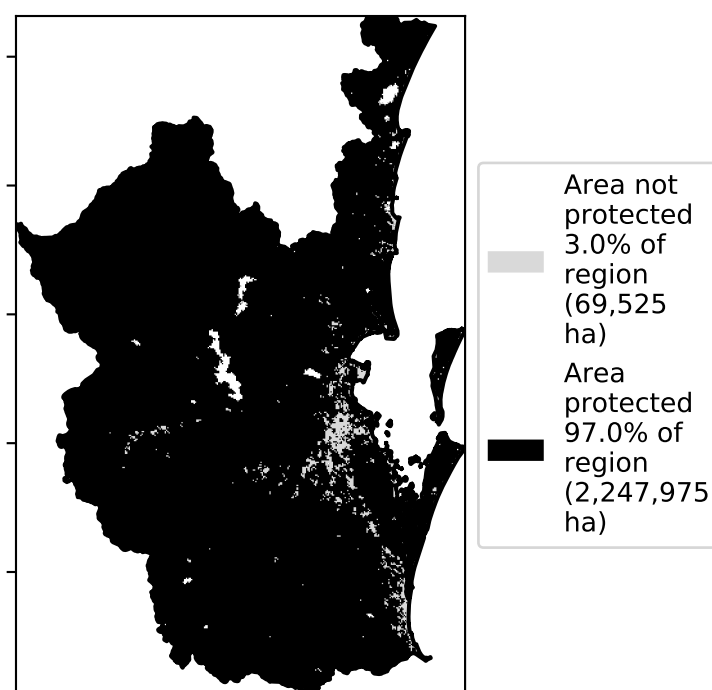 Area not
protected
3.0% of
region
(69,525
ha)
Area
protected
97.0% of
region
(2,247,975
ha)